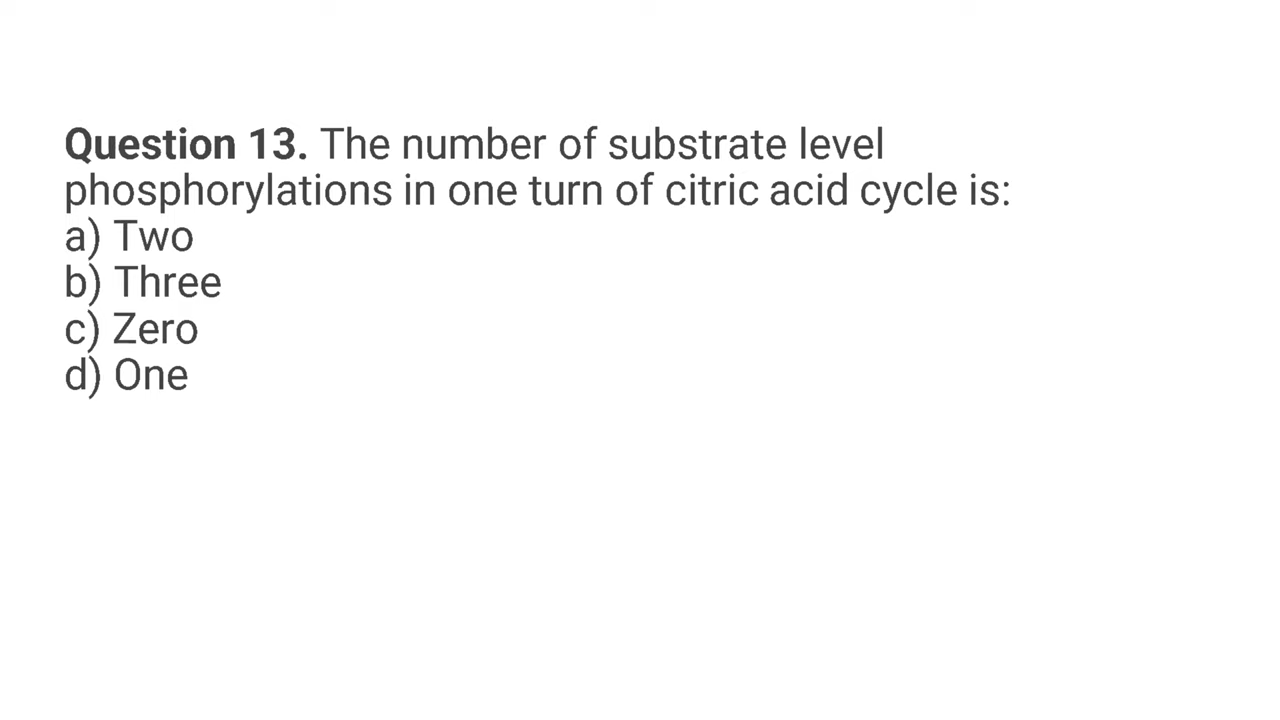 Question 13. The number of substrate level
phosphorylations in one turn of citric acid cycle is:
a) Two
b) Three
c) Zero
d) One